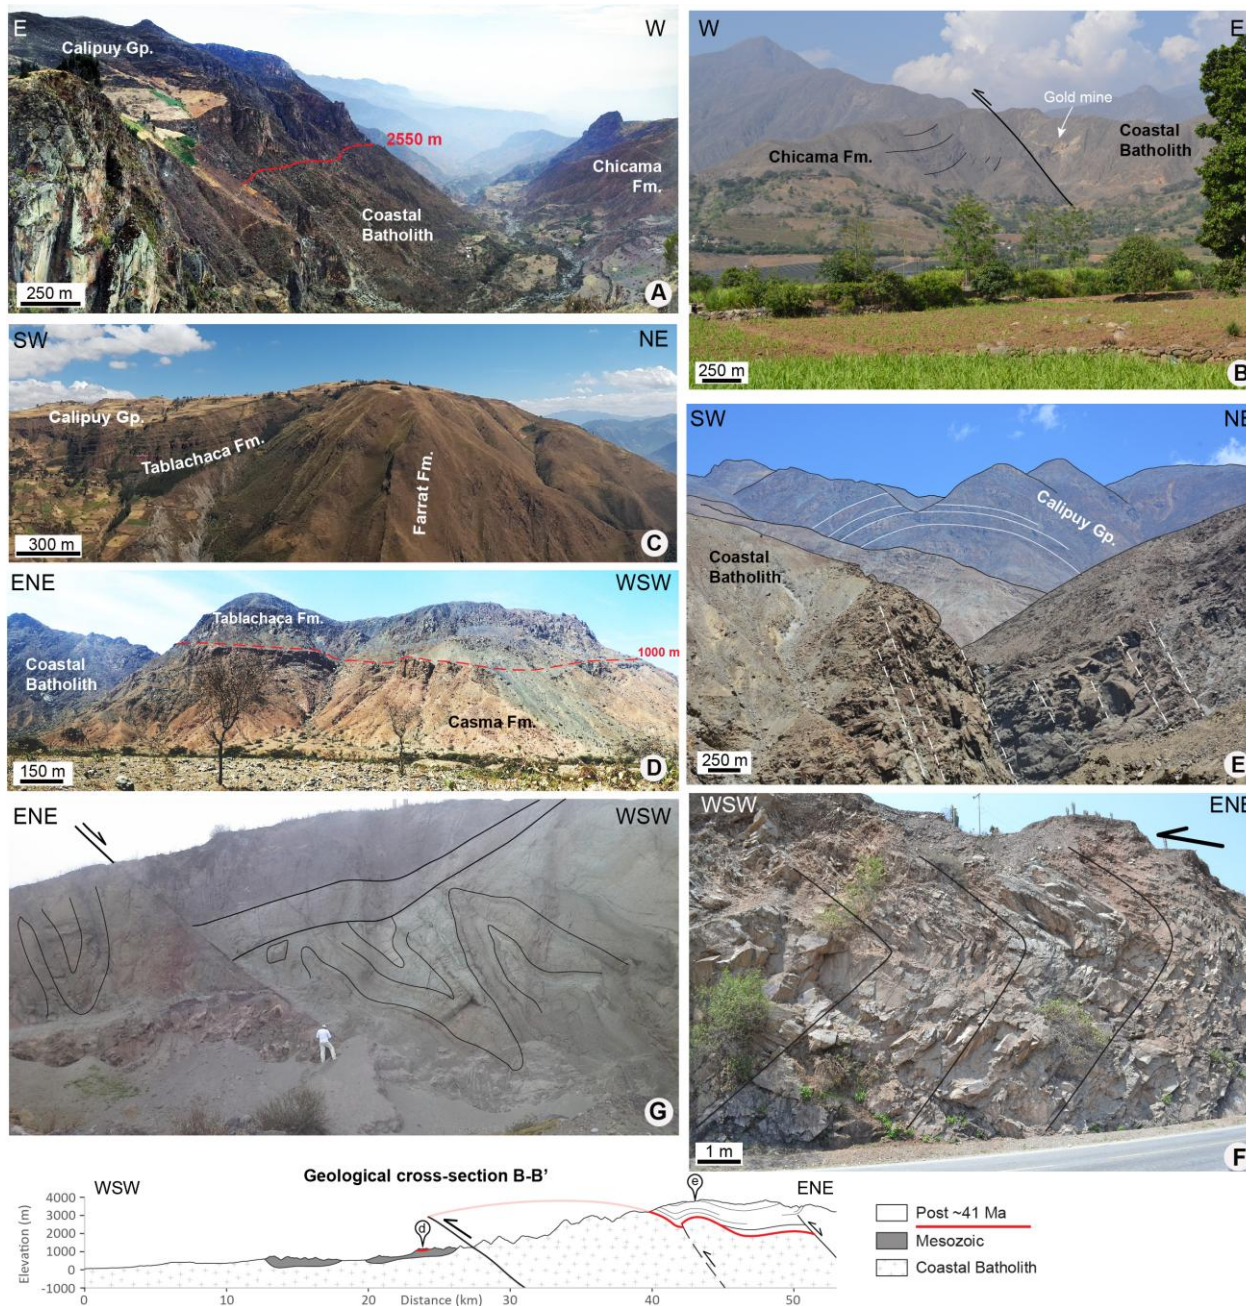 E
W
Calipuy Gp.
2550 m
Chicama
Fm.
Coastal
Batholith
250 m
A
W
E
Gold mine
Chicama Fm.
Coastal
Batholith
250 m
B
SW
NE
Calipuy Gp.
Tablachaca Fm.
Farrat Fm.
300 m
C
ENE
WSW
Tablachaca Fm.
1000 m
Coastal
Batholith
Casma Fm.
150 m
D
SW
NE
Calipuy Gp.
Coastal
Batholith
250 m
E
ENE
WSW
G
WSW
ENE
1 m
F
Geological cross-section B-B'
WSW
ENE
Elevation (m)
4000
3000
2000
1000
0
-1000
d
e
0
10
20
30
40
50
Distance (km)
Post ~41 Ma
Mesozoic
Coastal Batholith